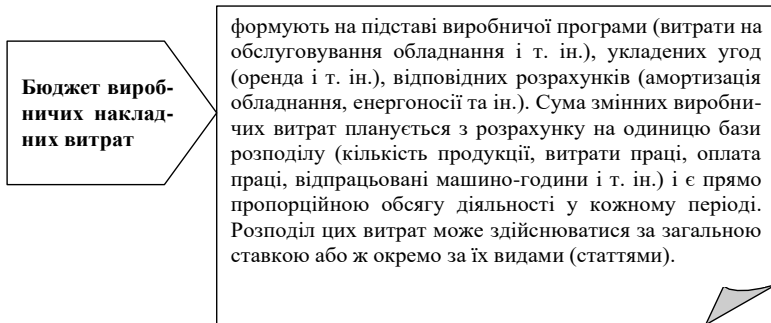 Бюджет вироб-
ничих наклад-
них витрат
формують на підставі виробничої програми (витрати на
обслуговування обладнання і т. ін.), укладених угод
(оренда і т. ін.), відповідних розрахунків (амортизація
обладнання, енергоносії та ін.). Сума змінних виробни-
чих витрат планується з розрахунку на одиницю бази
розподілу (кількість продукції, витрати праці, оплата
праці, відпрацьовані машино-години і т. ін.) і є прямо
пропорційною обсягу діяльності у кожному періоді.
Розподіл цих витрат може здійснюватися за загальною
ставкою або ж окремо за їх видами (статтями).